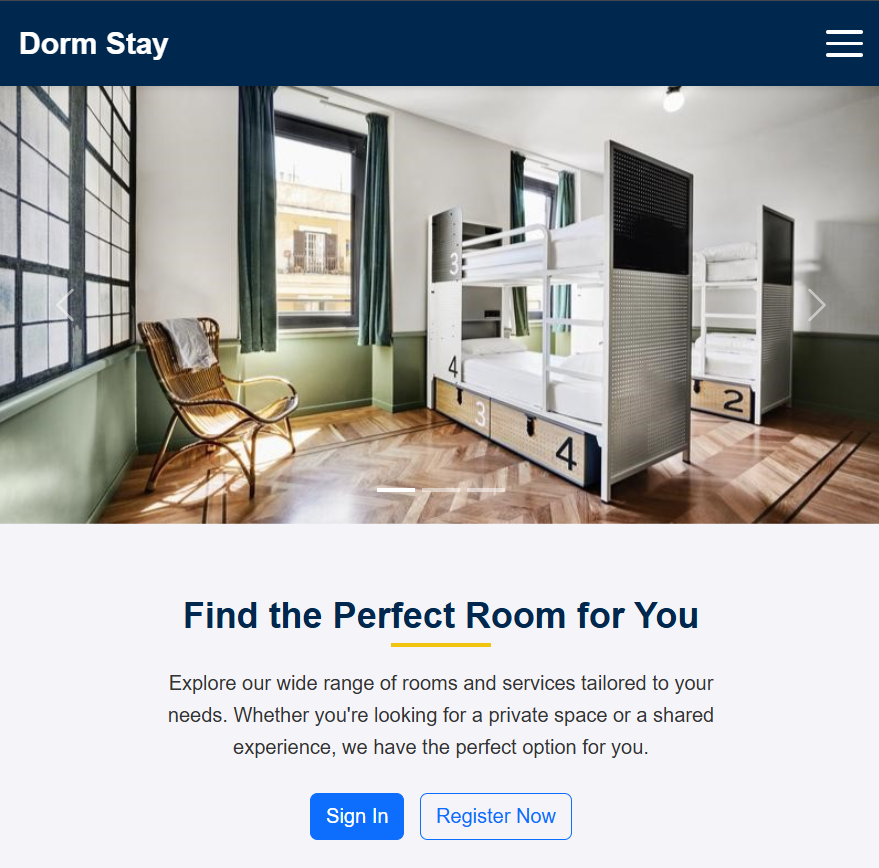 Dorm Stay
3
4
3
4
2
Find the Perfect Room for You
Explore our wide range of rooms and services tailored to your
needs. Whether you're looking for a private space or a shared
experience, we have the perfect option for you.
Sign In
Register Now